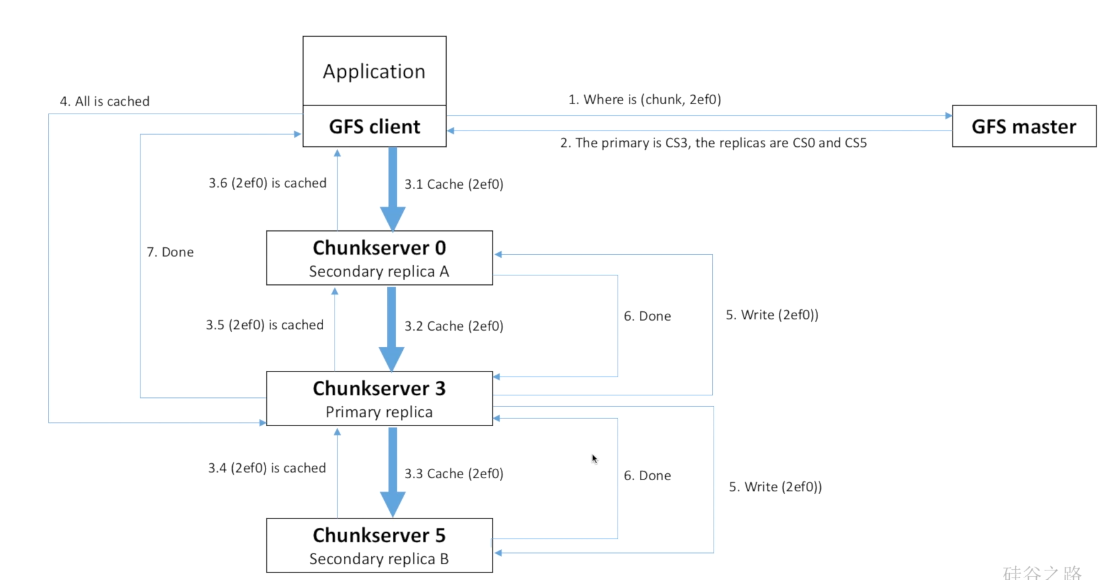 Application
4. All is cached
1. Where is (chunk, 2ef0)
GFS client
GFS master
2. The primary is CS3, the replicas are CS0 and CS5
3.6 (2ef0) is cached
3.1 Cache (2ef0)
Chunkserver 0
7. Done
Secondary replica A
3.5 (2ef0) is cached
3.2 Cache (2ef0)
6. Done
5. Write (2ef0))
Chunkserver 3
Primary replica
3.4 (2ef0) is cached
3.3 Cache (2ef0)
6. Done
5. Write (2ef0))
Chunkserver 5
Secondary replica B
硅谷之路